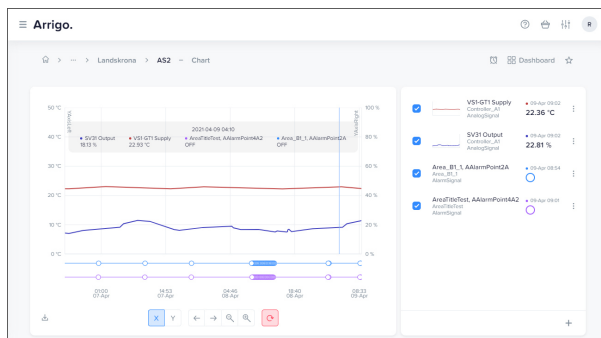 Arrigo.
R
> ... > Landskrona > AS2 – Chart
Dashboard
50 °C
100 %
YAxisLeft
YAxisRight
2021-04-09 04:10
SV31 Output
VS1-GT1 Supply
AreaTitleTest, AAlarmPoint4A2
Area_B1_1, AAlarmPoint2A
18.13 %
22.93 °C
OFF
OFF
40 °C
80 %
30 °C
60 %
20 °C
40 %
10 °C
20 %
0 °C
0 %
01:00
07-Apr
14:53
07-Apr
04:46
08-Apr
18:40
08-Apr
08:33
09-Apr
X
Y
VS1-GT1 Supply
Controller_A1
AnalogSignal
09-Apr 09:02
22.36 °C
SV31 Output
Controller_A1
AnalogSignal
09-Apr 09:02
22.81 %
Area_B1_1, AAlarmPoint2A
Area_B1_1
AlarmSignal
09-Apr 08:54
AreaTitleTest, AAlarmPoint4A2
AreaTitleTest
AlarmSignal
09-Apr 09:01
+